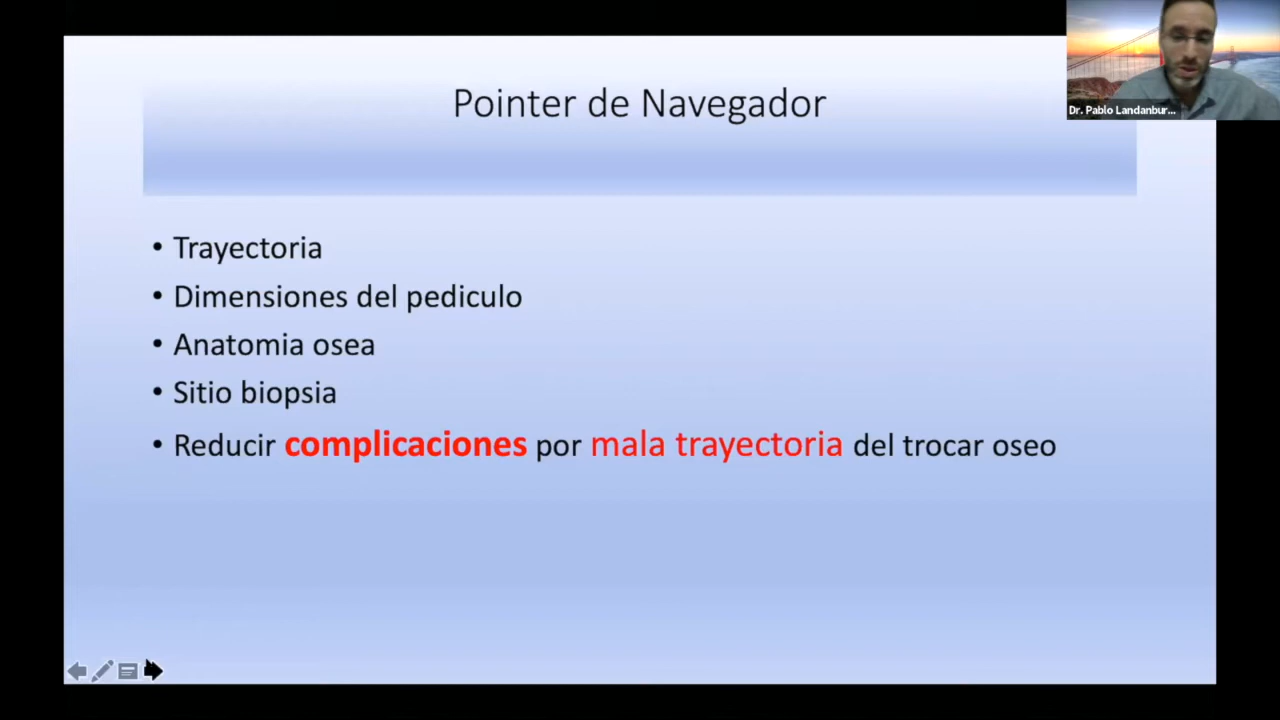 Pointer de Navegador
Dr. Pablo Landanbur...
• Trayectoria
• Dimensiones del pediculo
• Anatomia osea
• Sitio biopsia
• Reducir complicaciones por mala trayectoria del trocar oseo